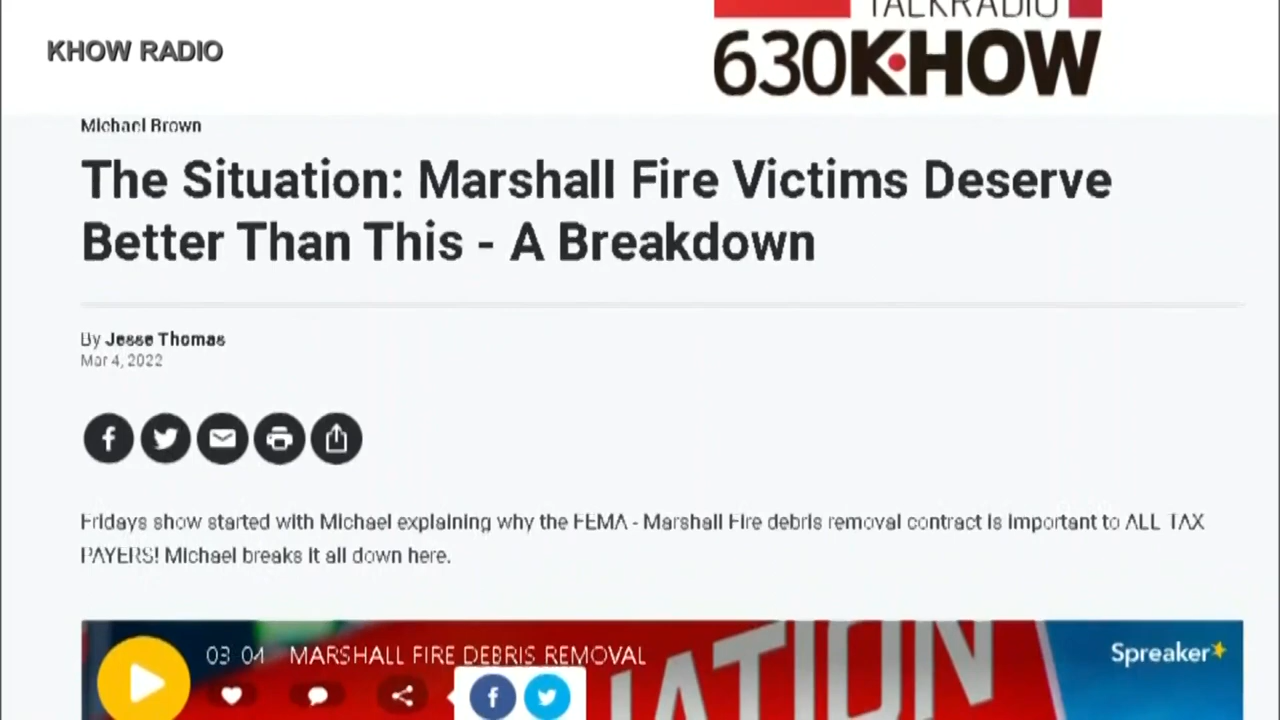 TALKRADIO
KHOW RADIO
630 KHOW
Michael Brown
The Situation: Marshall Fire Victims Deserve
Better Than This - A Breakdown
By Jesse Thomas
Mar 4, 2022
Fridays show started with Michael explaining why the FEMA - Marshall Fire debris removal contract is important to ALL TAX
PAYERS! Michael breaks it all down here.
03 04 MARSHALL FIRE DEBRIS REMOVAL
Spreaker